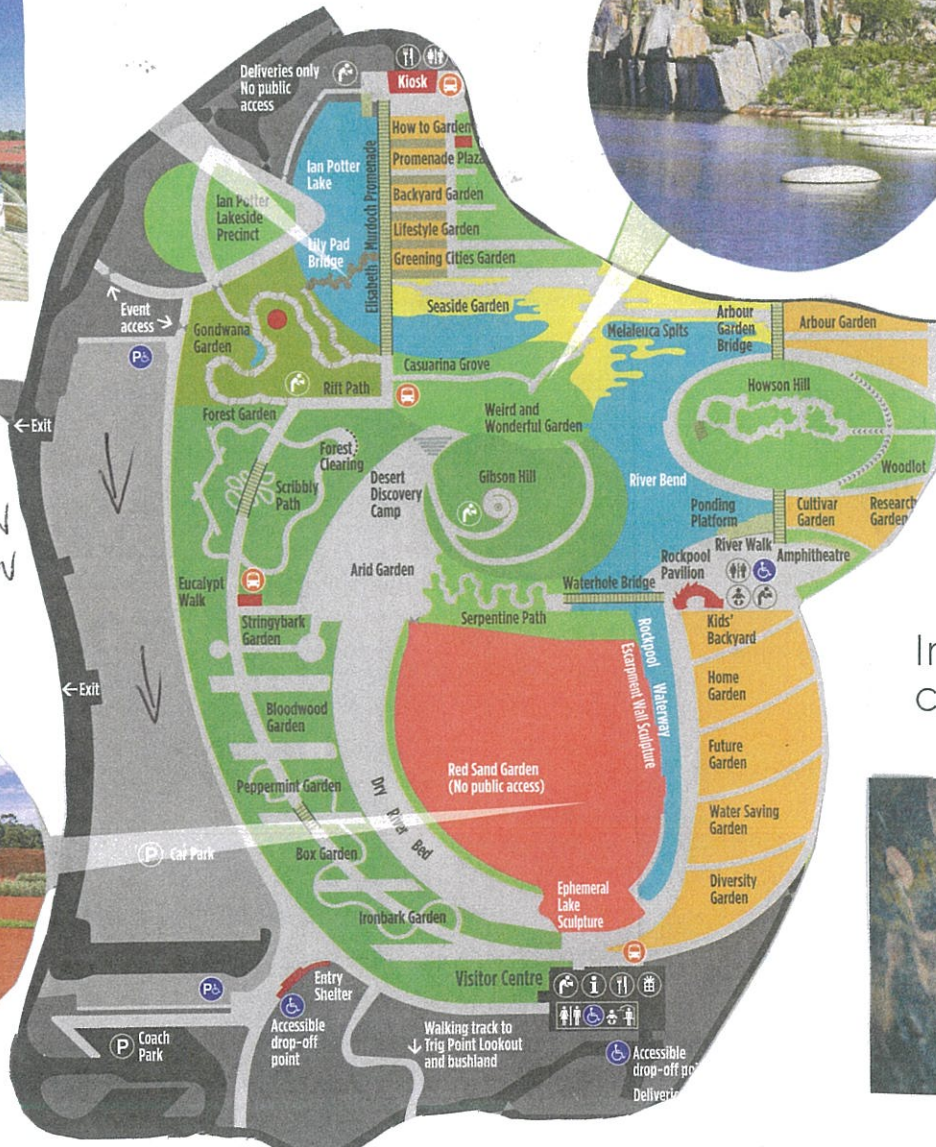 Deliveries only
No public
access
Kiosk
How to Garden
Promenade Plaza
Backyard Garden
Lifestyle Garden
Greening Cities Garden
Ian Potter
Lake
Elisabeth Murdoch Promenade
Ian Potter
Lakeside
Precinct
Lily Pad
Bridge
Event
access
Gondwana
Garden
Seaside Garden
Melaleuca Spits
Arbour
Garden
Bridge
Arbour Garden
Casuarina Grove
Rift Path
Howson Hill
Forest Garden
Weird and
Wonderful Garden
← Exit
Forest
Clearing
Scribbly
Path
Desert
Discovery
Camp
Gibson Hill
River Bend
Woodlot
Ponding
Platform
Cultivar
Garden
Research
Garden
River Walk
Rockpool
Pavilion
Amphitheatre
Arid Garden
Eucalypt
Walk
Waterhole Bridge
Serpentine Path
Stringybark
Garden
Kids'
Backyard
Rockpool Waterway
Escarpment Wall Sculpture
Home
Garden
← Exit
Bloodwood
Garden
Future
Garden
Red Sand Garden
(No public access)
Peppermint Garden
Dry River Bed
Water Saving
Garden
P Car Park
Box Garden
Diversity
Garden
Ephemeral
Lake
Sculpture
Ironbark Garden
Visitor Centre
Entry
Shelter
Accessible
drop-off
point
P Coach
Park
Walking track to
Trig Point Lookout
and bushland
Accessible
drop-off